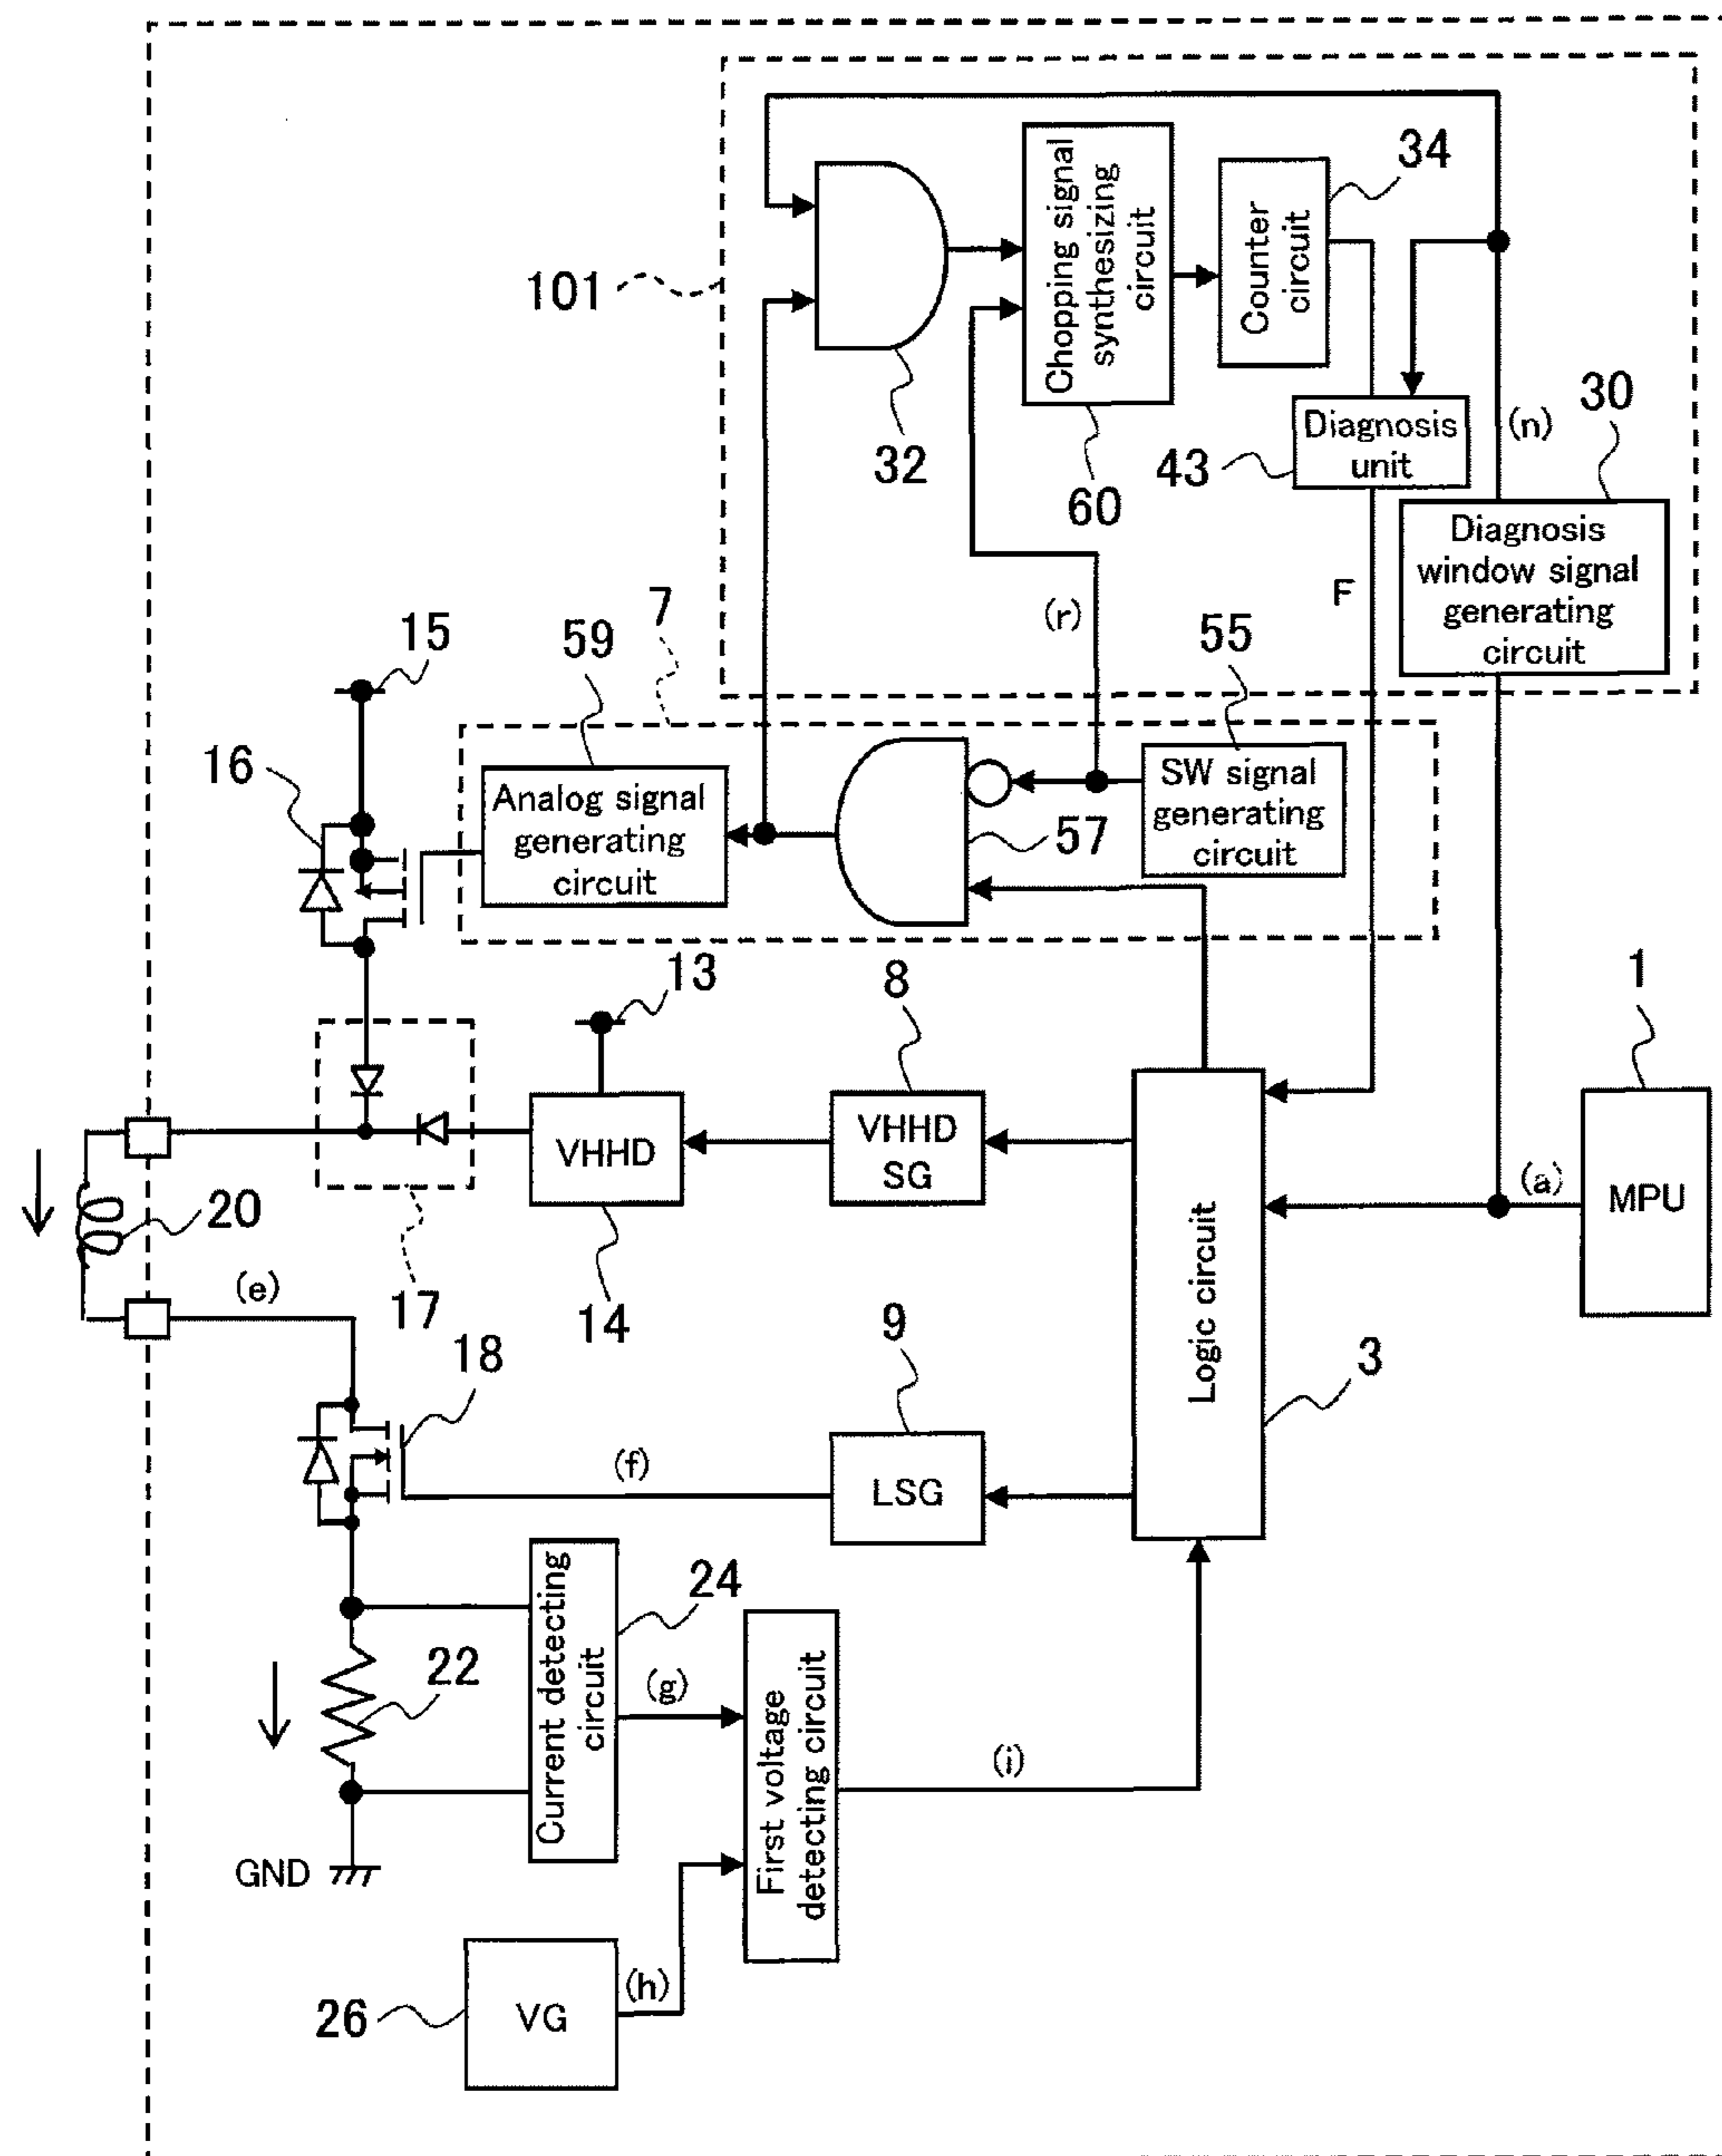 34
Chopping signal
synthesizing
circuit
Counter
circuit
101
30
Diagnosis
unit
(n)
32
43
60
Diagnosis
window signal
generating
circuit
F
7
(r)
59
55
15
16
Analog signal
generating
circuit
57
SW signal
generating
circuit
13
8
1
VHHD
VHHD
SG
Logic circuit
(a)
MPU
20
(e)
17
14
9
18
3
(f)
LSG
Current detecting
circuit
24
22
(g)
First voltage
detecting circuit
(i)
GND
(h)
26
VG